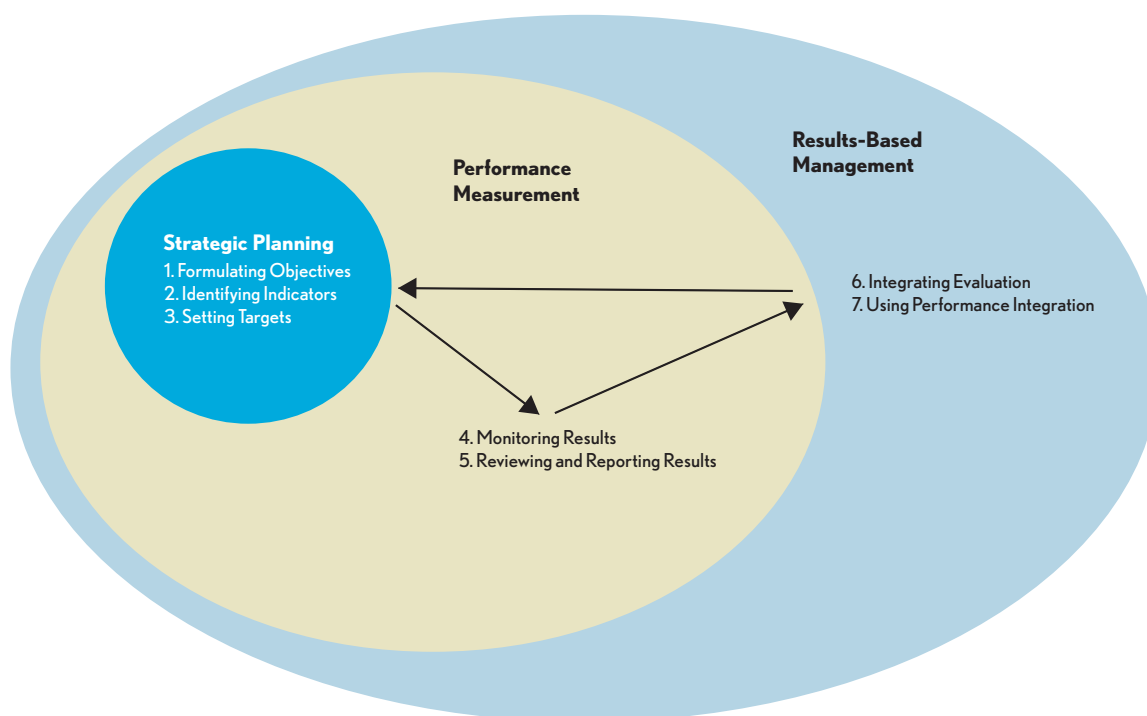 Results-Based
Management
Performance
Measurement
Strategic Planning
1. Formulating Objectives
2. Identifying Indicators
3. Setting Targets
6. Integrating Evaluation
7. Using Performance Integration
4. Monitoring Results
5. Reviewing and Reporting Results